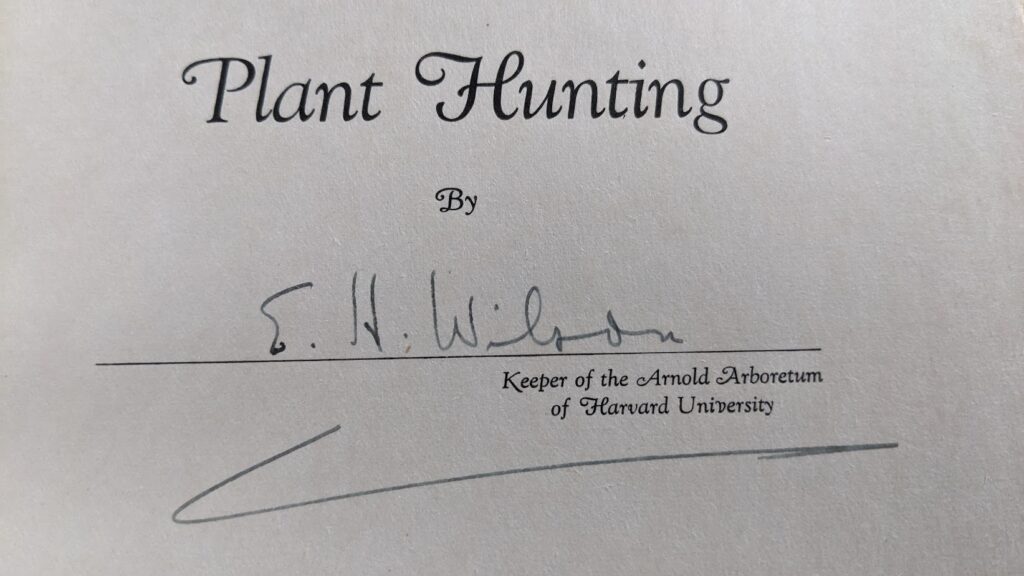 Plant Hunting
By
E. H. Wilson
Keeper of the Arnold Arboretum
of Harvard University